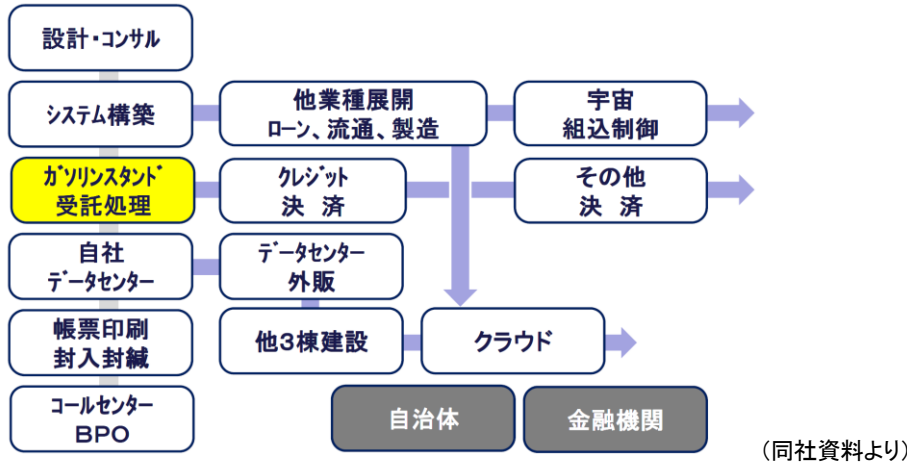 設計・コンサル
システム構築
他業種展開
ローン、流通、製造
宇宙
組込制御
ガソリンスタンド
受託処理
クレジット
決 済
その他
決 済
自社
データセンター
データセンター
外販
帳票印刷
封入封緘
他3棟建設
クラウド
コールセンター
BPO
自治体
金融機関
(同社資料より)